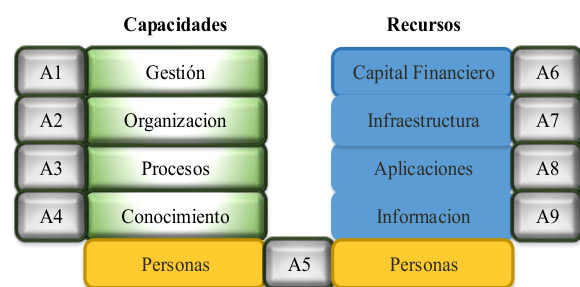 Capacidades Recursos
A1 Gestión Capital Financiero A6
A2 Organizacion Infraestructura A7
A3 Procesos Aplicaciones A8
A4 Conocimiento Informacion A9
Personas A5 Personas